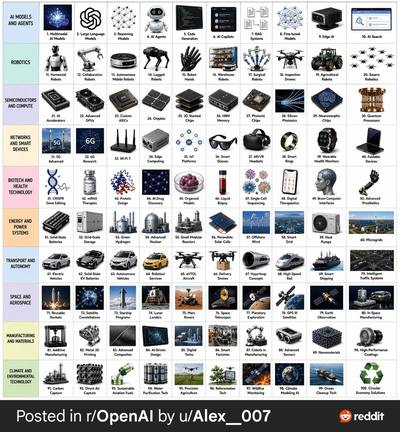 AI MODELS AND AGENTS
1. Multimodal AI Models
2. Large Language Models
3. Reasoning Models
4. AI Agents
5. Code Generation
6. AI Copilots
7. RAG Systems
8. Fine-tuned Models
9. Edge AI
10. AI Search
ROBOTICS
11. Humanoid Robots
12. Collaborative Robots
13. Autonomous Mobile Robots
14. Legged Robots
15. Robot Hands
16. Warehouse Robots
17. Surgical Robots
18. Inspection Drones
19. Agricultural Robots
20. Swarm Robotics
SEMICONDUCTORS AND COMPUTE
21. AI Accelerators
22. Advanced GPUs
23. Custom ASICs
24. Chiplets
25. 3D Stacked Chips
26. HBM Memory
27. Photonic Chips
28. Silicon Photonics
29. Neuromorphic Chips
30. Quantum Processors
NETWORKS AND SMART DEVICES
5G
6G
31. 5G Advanced
32. 6G Research
33. Wi-Fi 7
34. Edge Computing
35. IoT Platforms
36. Smart Glasses
37. AR/VR Headsets
38. Smart Rings
39. Wearable Health Monitors
40. Foldable Devices
BIOTECH AND HEALTH TECHNOLOGY
41. CRISPR Gene Editing
42. mRNA Therapies
43. Protein Design
44. AI Drug Discovery
45. Organoid Models
46. Liquid Biopsy
47. Single-Cell Sequencing
48. Digital Therapeutics
49. Brain-Computer Interfaces
50. Advanced Prosthetics
ENERGY AND POWER SYSTEMS
51. Solid-State Batteries
52. Grid-Scale Storage
53. Green Hydrogen
54. Advanced Nuclear
55. Small Modular Reactors
56. Perovskite Solar Cells
57. Offshore Wind
58. Smart Grid
59. Heat Pumps
60. Microgrids
TRANSPORT AND AUTONOMY
61. Electric Vehicles
62. Solid-State EV Batteries
63. Autonomous Vehicles
64. Robotaxi Services
65. eVTOL Aircraft
66. Delivery Drones
67. Hyperloop Concepts
68. High-Speed Rail
69. Smart Shipping
70. Intelligent Traffic Systems
SPACE AND AEROSPACE
71. Reusable Rockets
72. Satellite Constellations
73. Starship Programs
74. Lunar Landers
75. Mars Rovers
76. Space Telescopes
77. Planetary Exploration
78. GPS III Satellites
79. Earth Observation
80. In-Space Manufacturing
MANUFACTURING AND MATERIALS
81. Additive Manufacturing
82. Metal 3D Printing
83. Advanced Composites
84. AI-Driven Design
85. Digital
86. Smart Factories
87. Cobots in Manufacturing
88. Advanced Sensors
89. Nanomaterials
90. High-Performance Coatings
CLIMATE AND ENVIRONMENTAL TECHNOLOGY
91. Carbon Capture
92. Direct Air Capture
93. Sustainable Aviation Fuels
94. Water Purification Tech
95. Precision Agriculture
96. Reforestation Tech
97. Wildfire Monitoring
98. Climate Modeling AI
99. Ocean Cleanup Tech
100. Circular Economy Solutions
Posted in r/OpenAI by u/Alex__007
reddit